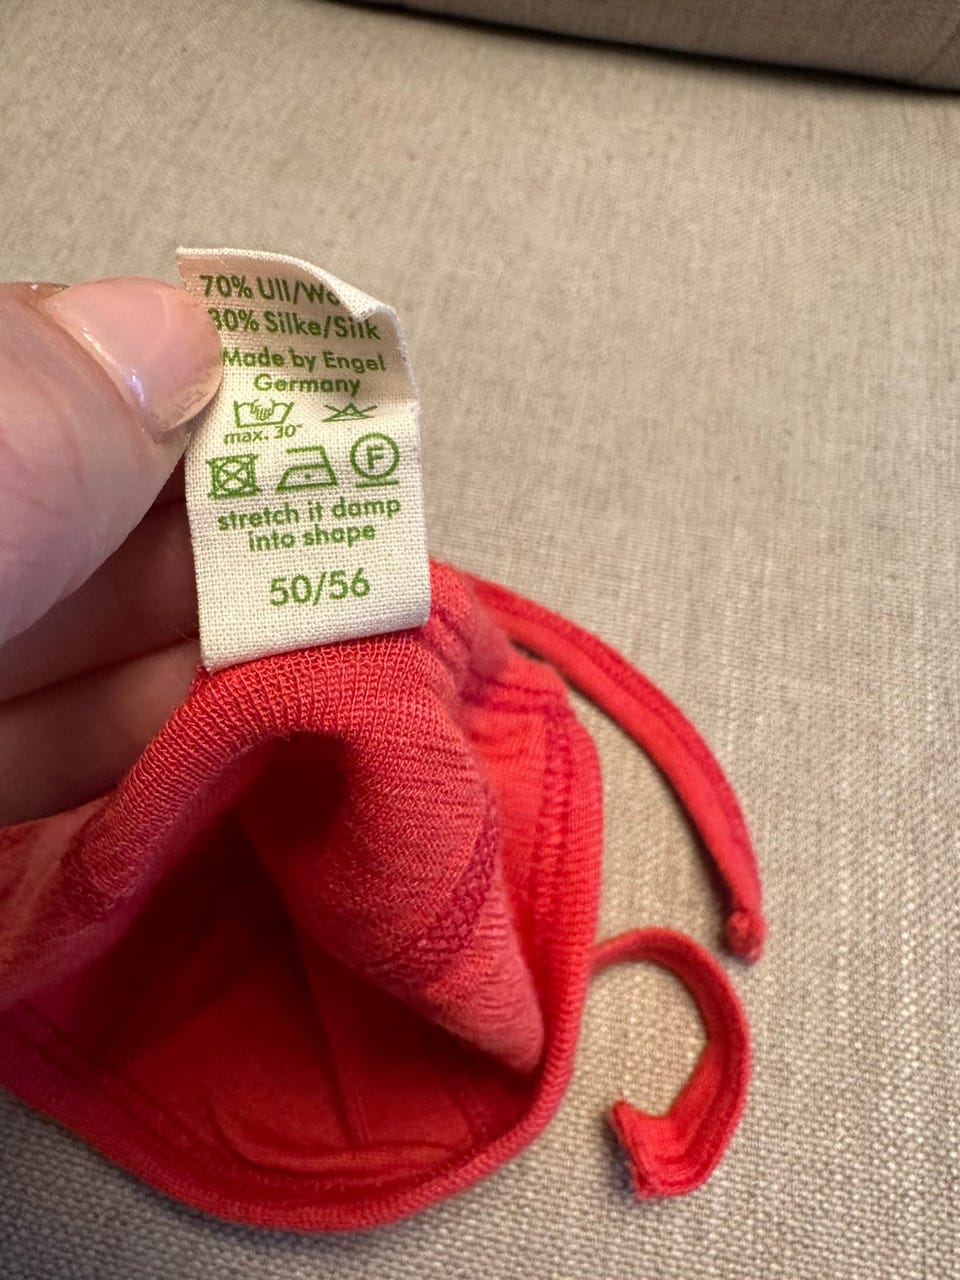 70% Ull/Wo
30% Silke/Silk
Made by Engel
Germany
max. 30°
F
stretch it damp
into shape
50/56